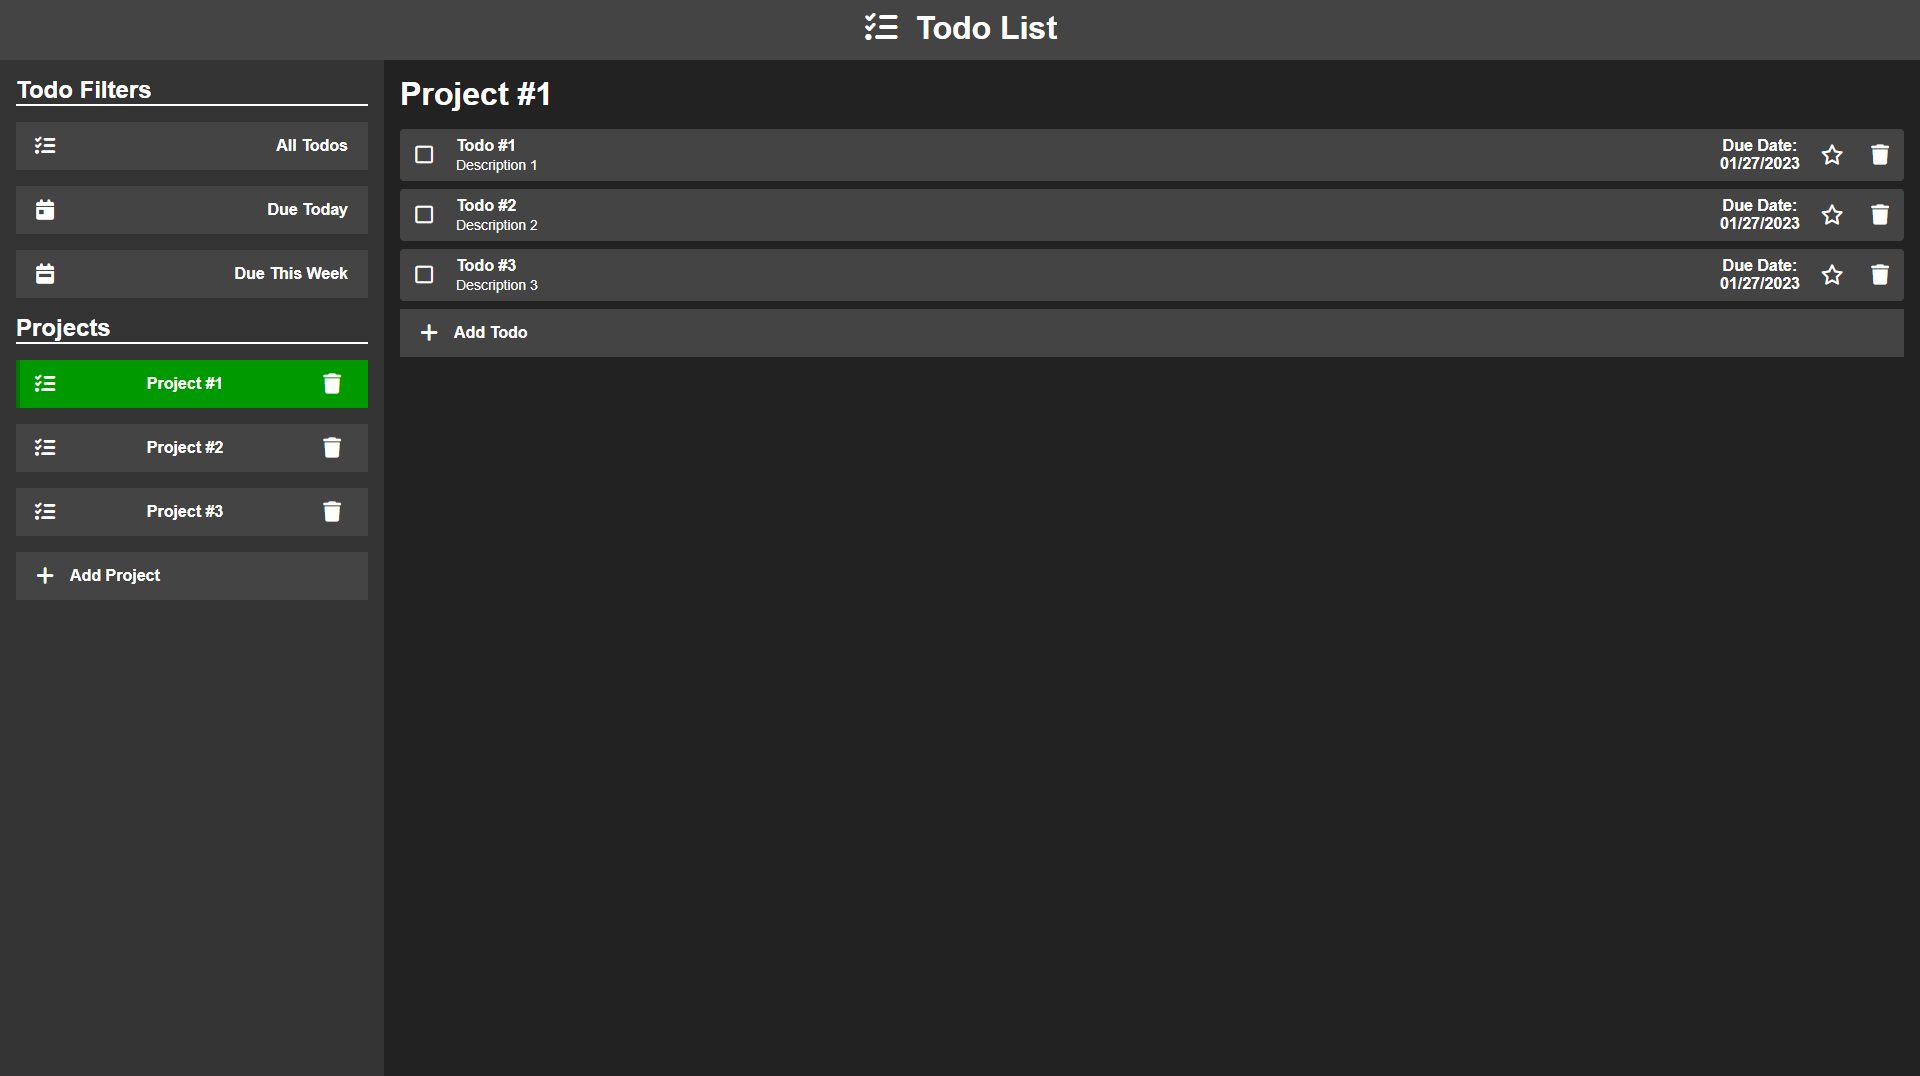 Todo List
Todo Filters
All Todos
Due Today
Due This Week
Projects
Project #1
Project #2
Project #3
Add Project
Project #1
Todo #1
Description 1
Due Date:
01/27/2023
Todo #2
Description 2
Due Date:
01/27/2023
Todo #3
Description 3
Due Date:
01/27/2023
Add Todo